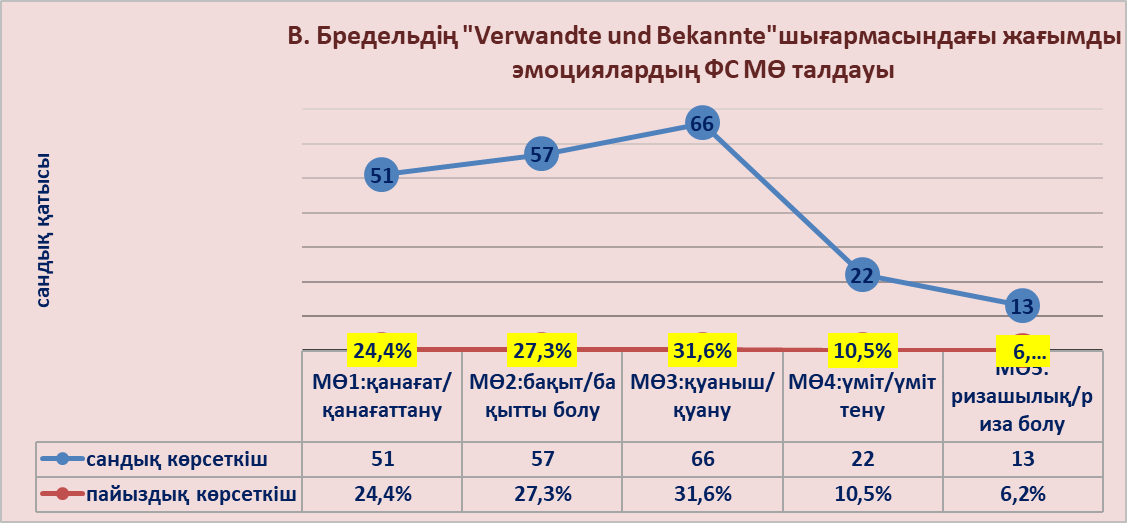 В. Бредельдің "Verwandte und Bekannte"шығармасындағы жағымды
эмоциялардың ФС МӨ талдауы
сандық қатысы
51
57
66
22
13
24,4% 27,3% 31,6% 10,5% 6,...
МӨ1:қанағат/
қанағаттану
МӨ2:бақыт/ба
қытты болу
МӨ3:қуаныш/
қуану
МӨ4:үміт/үміт
тену
МӨ5:
ризашылық/р
иза болу
сандық көрсеткіш 51 57 66 22 13
пайыздық көрсеткіш 24,4% 27,3% 31,6% 10,5% 6,2%